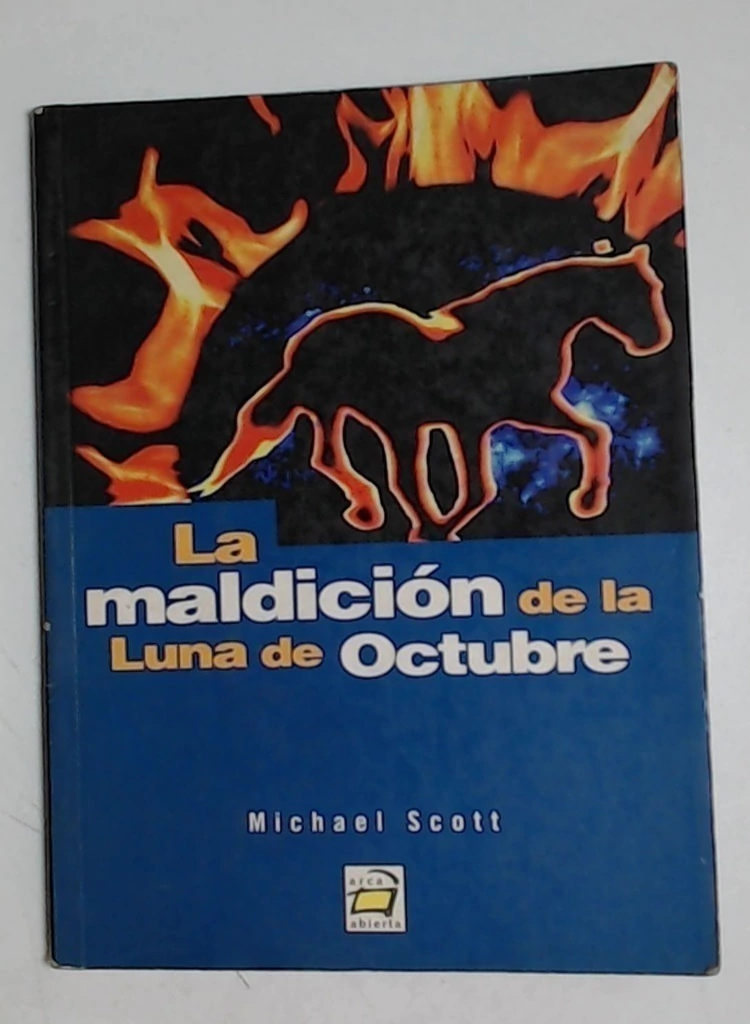 La
maldición de la
Luna de Octubre
Michael Scott
arca
abierta